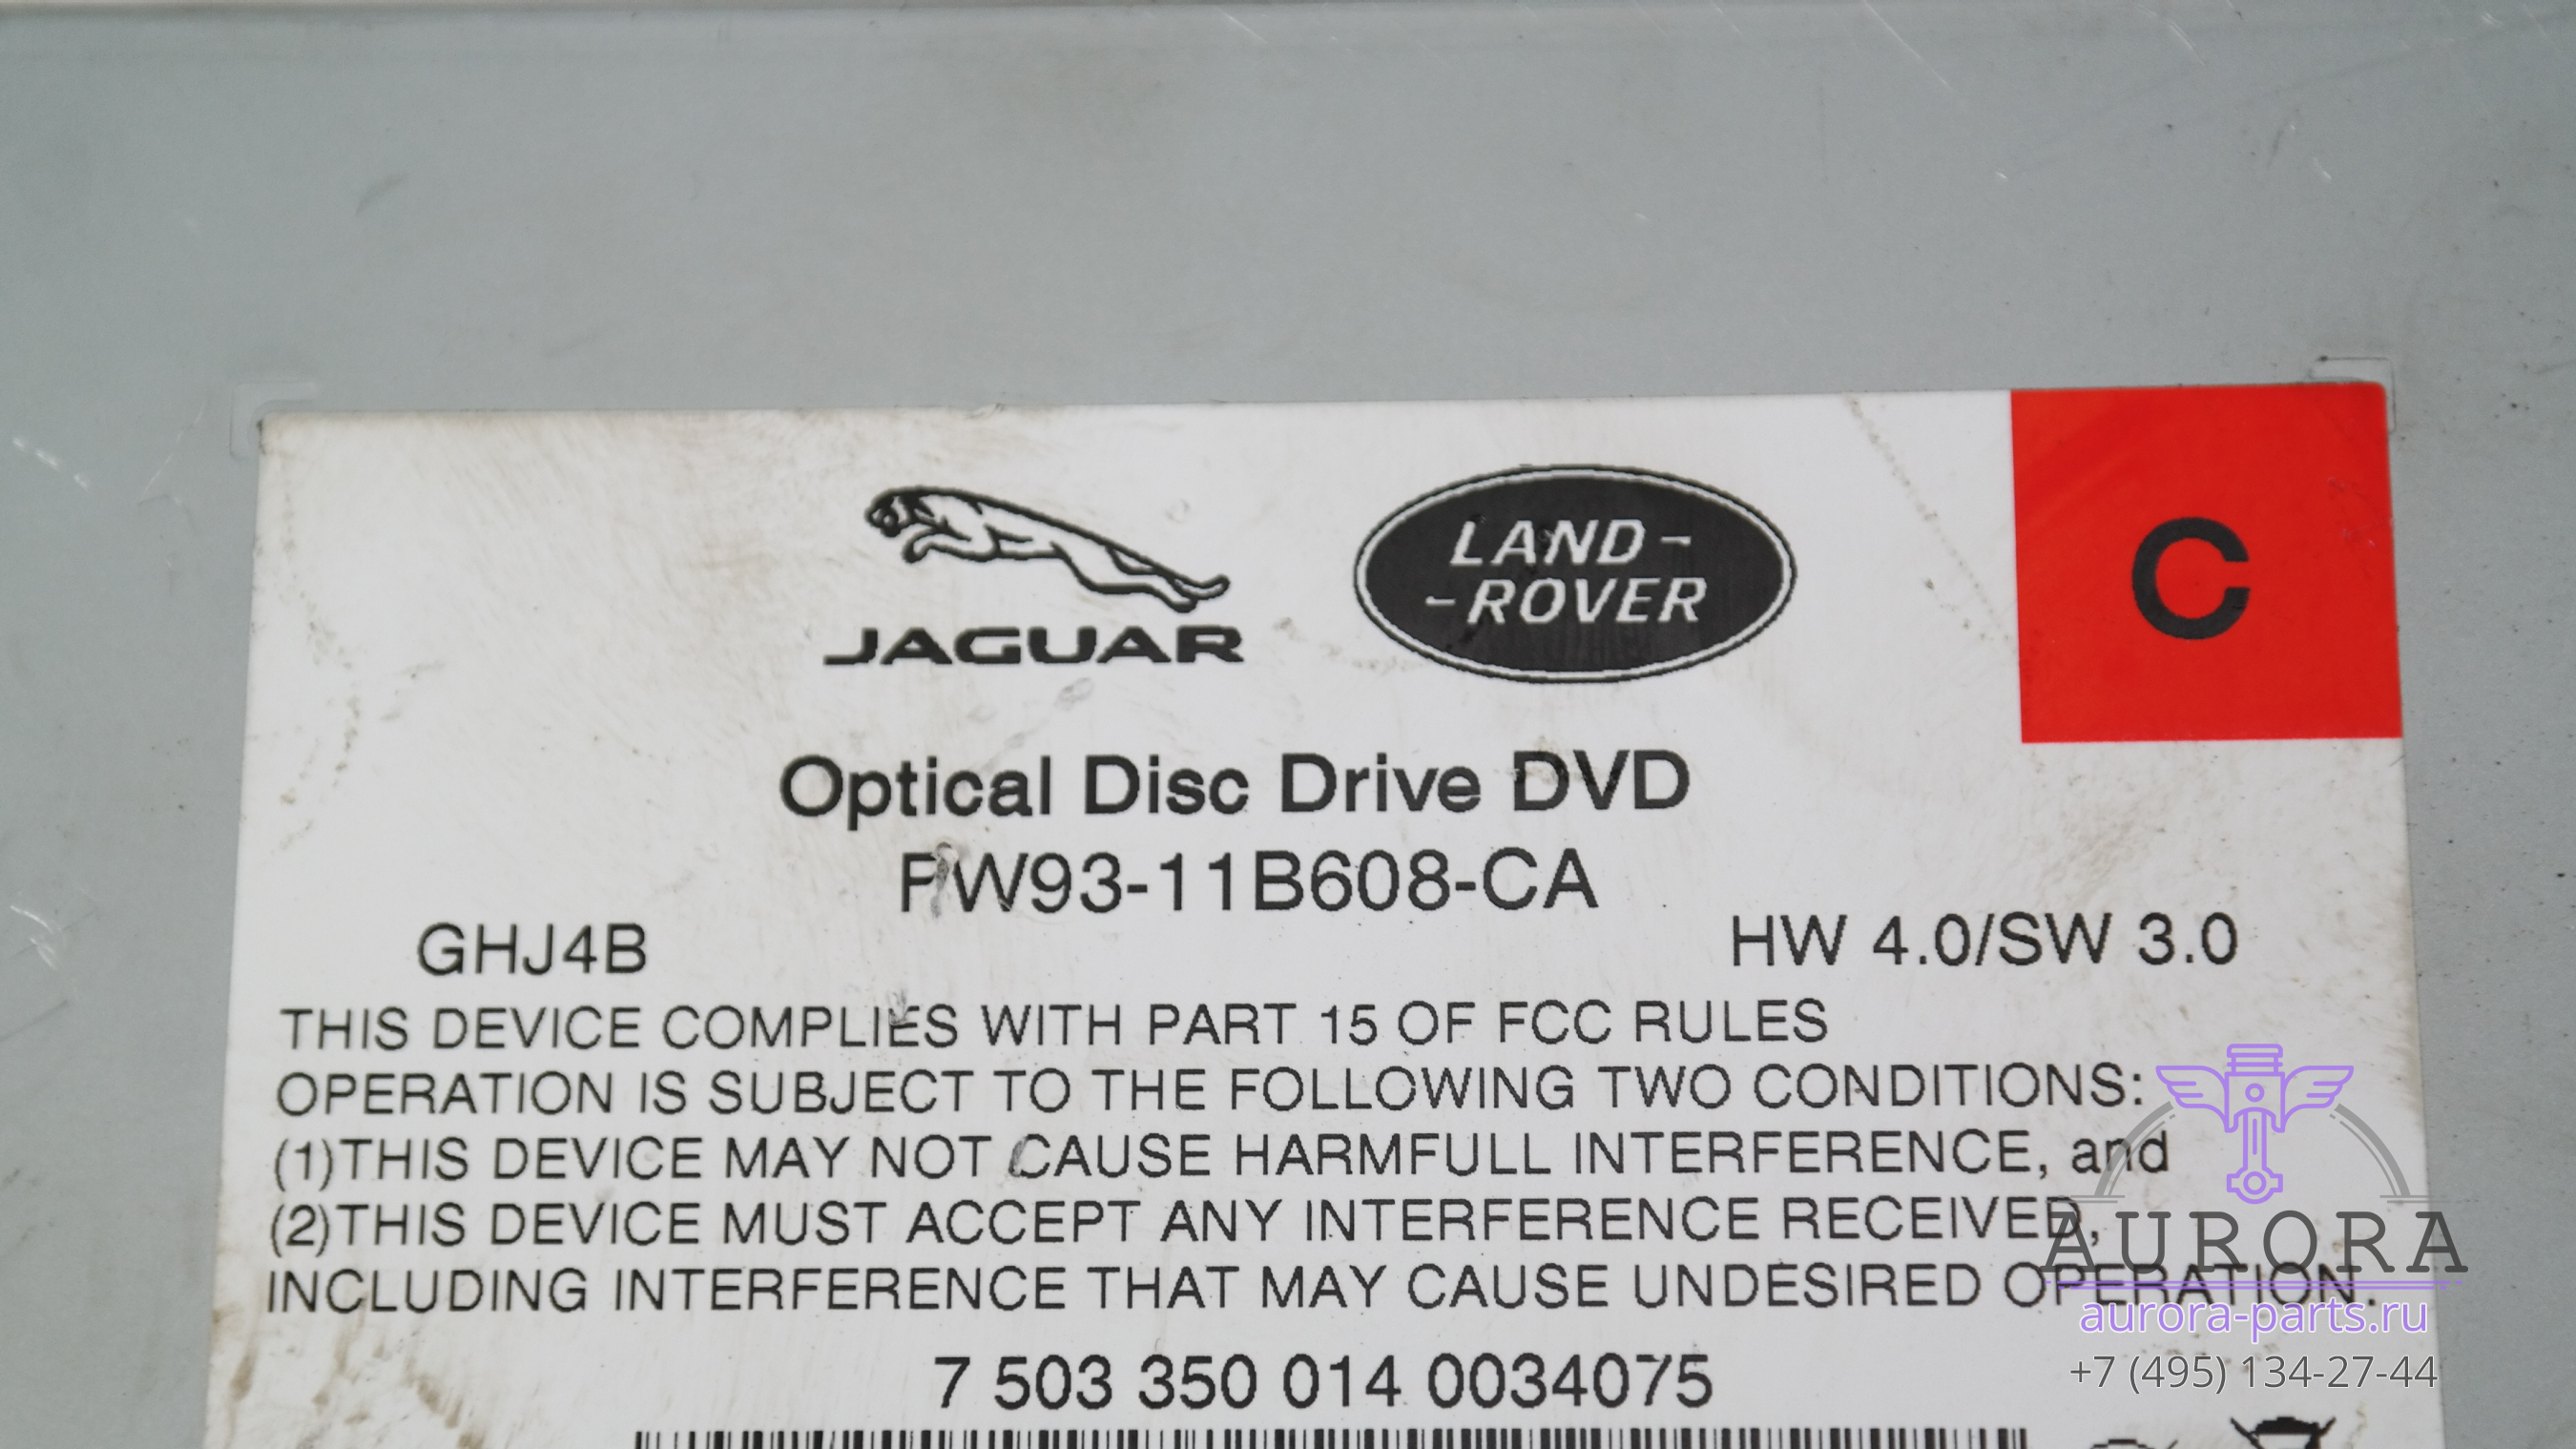 JAGUAR
LAND-
-ROVER
C
Optical Disc Drive DVD
FW93-11B608-CA
GHJ4B
HW 4.0/SW 3.0
THIS DEVICE COMPLIES WITH PART 15 OF FCC RULES
OPERATION IS SUBJECT TO THE FOLLOWING TWO CONDITIONS:
(1)THIS DEVICE MAY NOT CAUSE HARMFULL INTERFERENCE, and
(2)THIS DEVICE MUST ACCEPT ANY INTERFERENCE RECEIVED,
INCLUDING INTERFERENCE THAT MAY CAUSE UNDESIRED OPERATION.
7 503 350 014 0034075
AURORA
aurora-parts.ru
+7 (495) 134-27-44